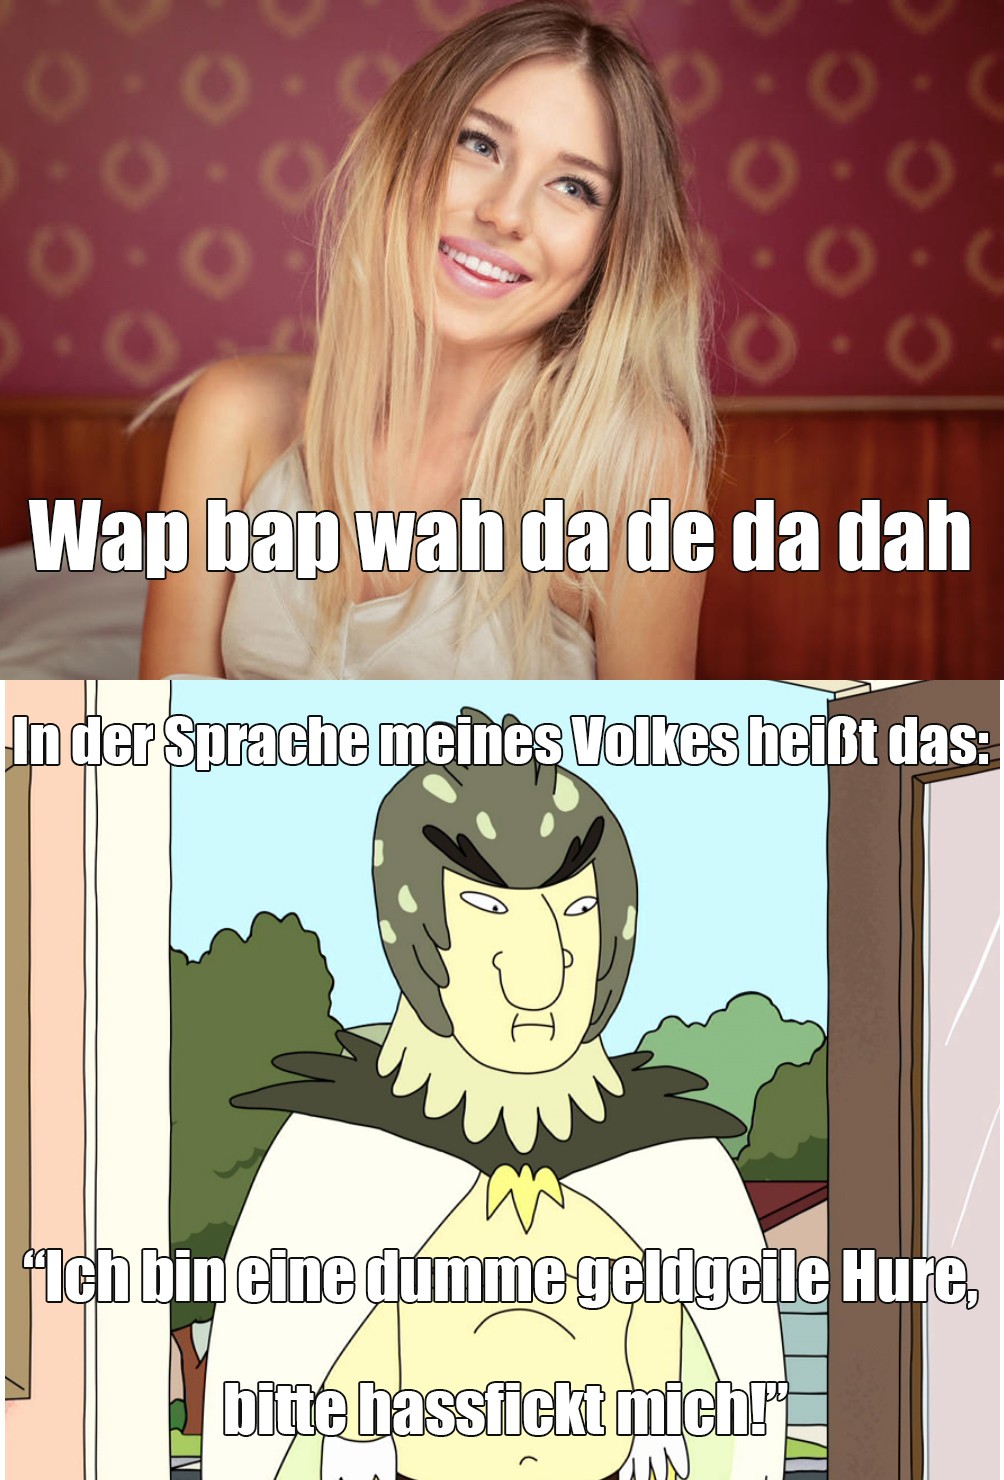 Wap bap wah da de da dah
In der Sprache meines Volkes heißt das:
“Ich bin eine dumme geldgeile Hure,
bitte hassfickt mich!”